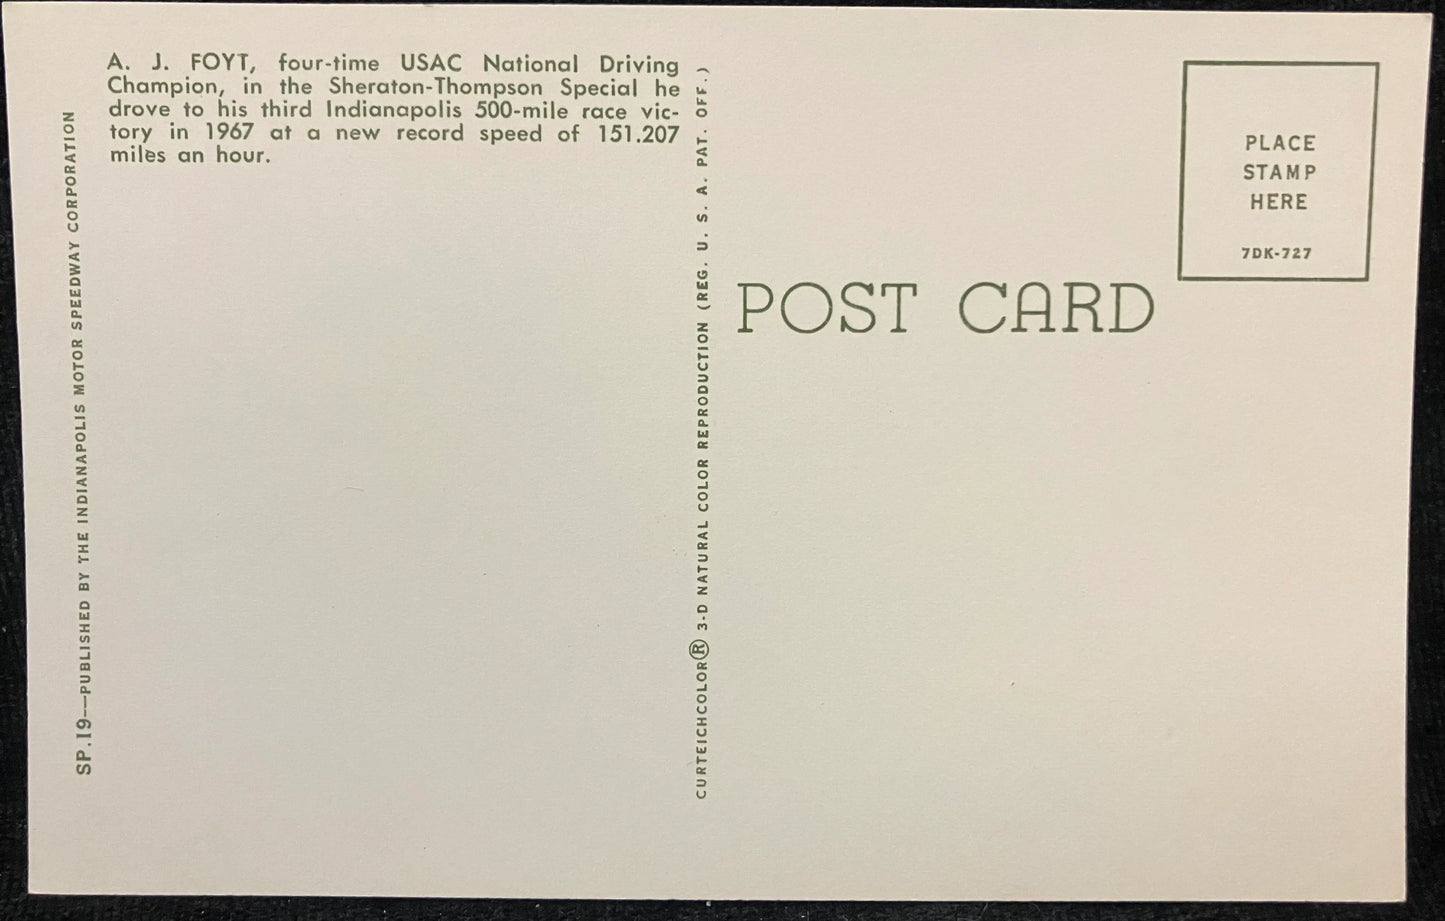 A. J. FOYT, four-time USAC National Driving
Champion, in the Sheraton-Thompson Special he
drove to his third Indianapolis 500-mile race vic-
tory in 1967 at a new record speed of 151.207
miles an hour.
SP.19—PUBLISHED BY THE INDIANAPOLIS MOTOR SPEEDWAY CORPORATION
CURTEICHCOLOR® 3-D NATURAL COLOR REPRODUCTION (REG. U. S. A. PAT. OFF.)
POST CARD
PLACE
STAMP
HERE
7DK-727